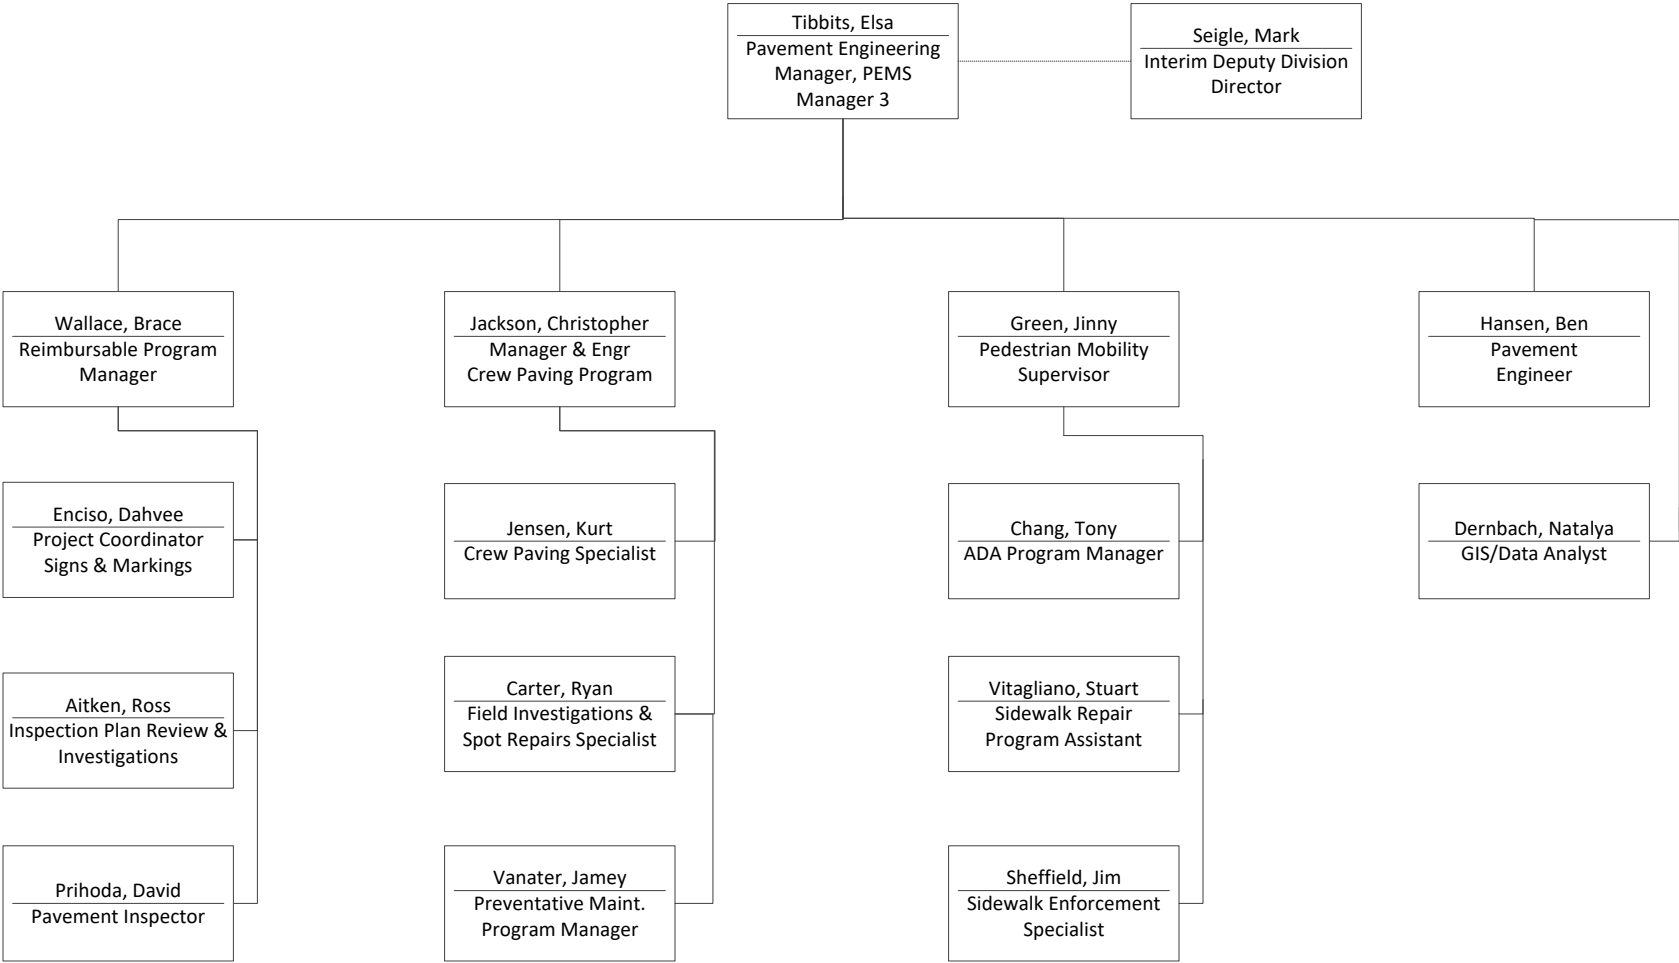 Tibbits, Elsa
Pavement Engineering
Manager, PEMS
Manager 3
Seigle, Mark
Interim Deputy Division
Director
Wallace, Brace
Reimbursable Program
Manager
Jackson, Christopher
Manager & Engr
Crew Paving Program
Green, Jinny
Pedestrian Mobility
Supervisor
Hansen, Ben
Pavement
Engineer
Enciso, Dahvee
Project Coordinator
Signs & Markings
Jensen, Kurt
Crew Paving Specialist
Chang, Tony
ADA Program Manager
Dernbach, Natalya
GIS/Data Analyst
Aitken, Ross
Inspection Plan Review &
Investigations
Carter, Ryan
Field Investigations &
Spot Repairs Specialist
Vitagliano, Stuart
Sidewalk Repair
Program Assistant
Prihoda, David
Pavement Inspector
Vanater, Jamey
Preventative Maint.
Program Manager
Sheffield, Jim
Sidewalk Enforcement
Specialist